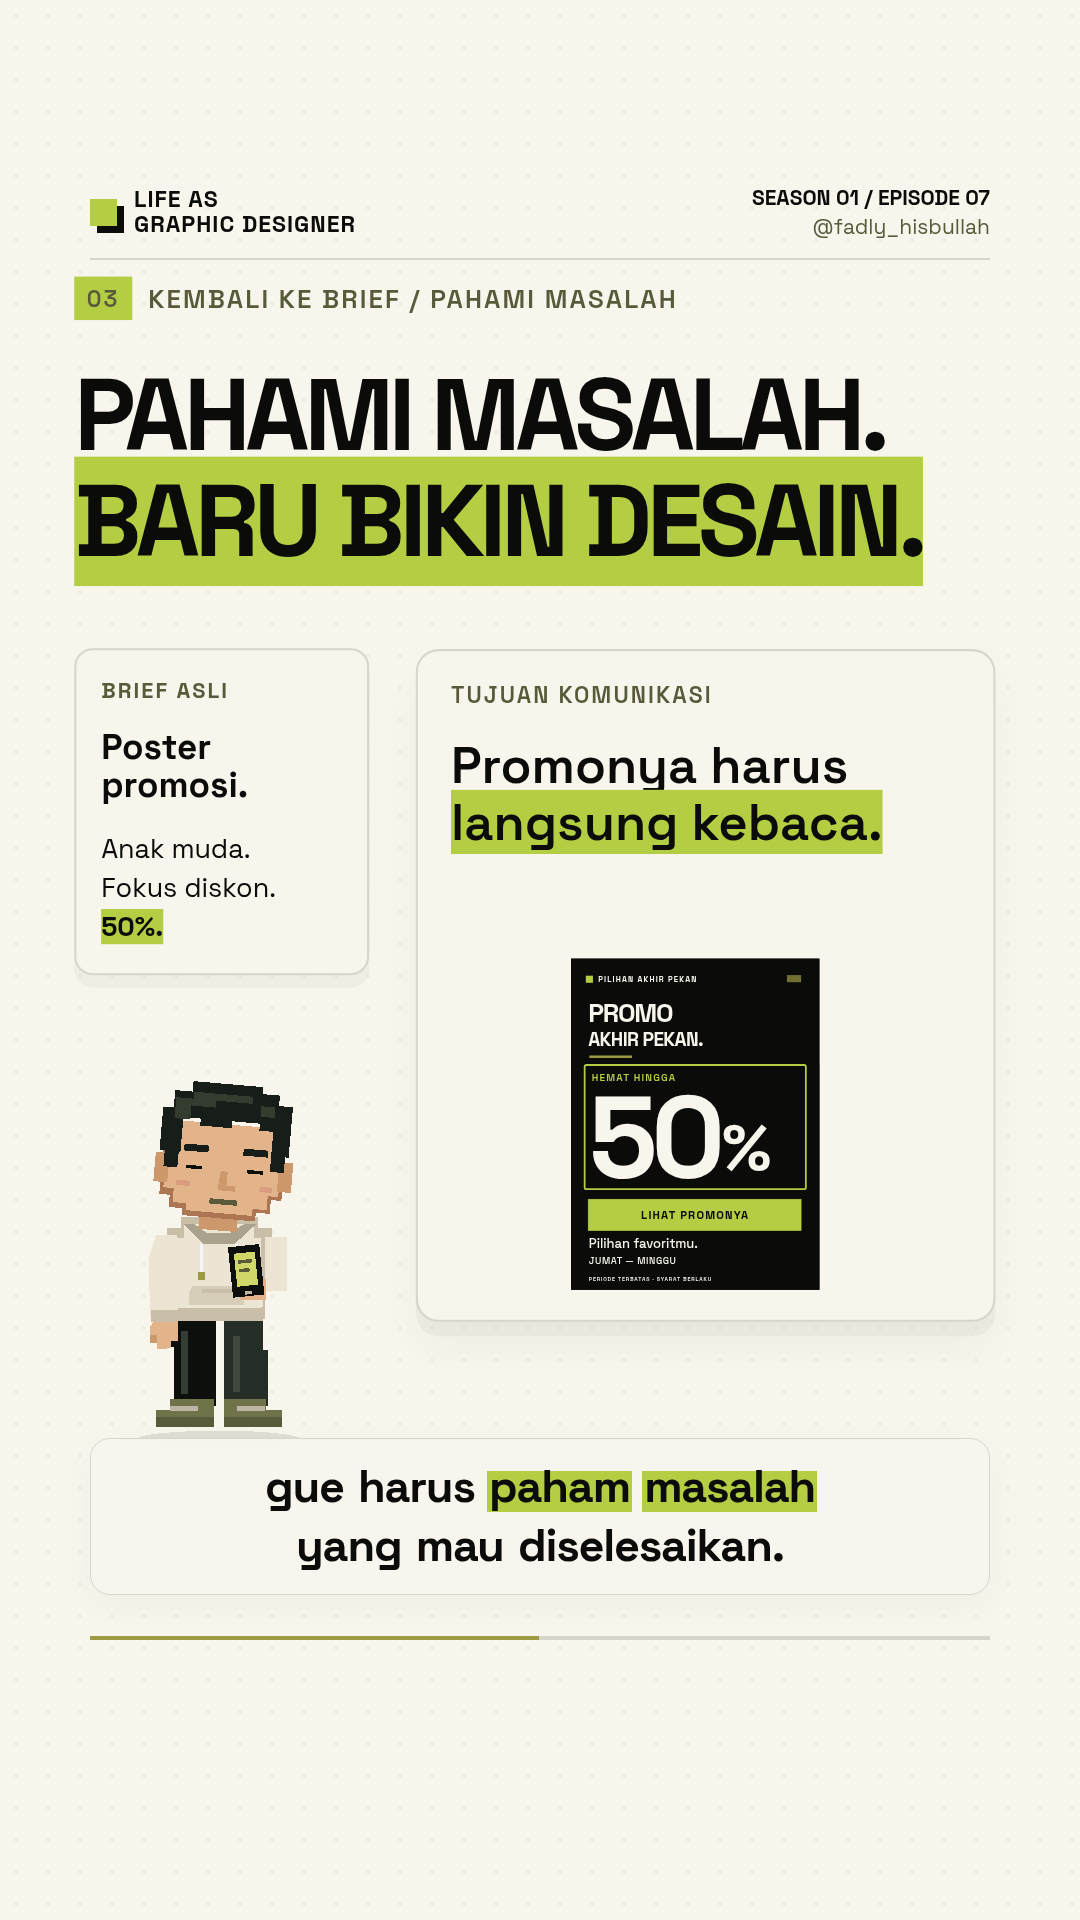 LIFE AS
GRAPHIC DESIGNER
SEASON 01 / EPISODE 07
@fadly_hisbullah
03 KEMBALI KE BRIEF / PAHAMI MASALAH
PAHAMI MASALAH.
BARU BIKIN DESAIN.
BRIEF ASLI
Poster
promosi.
Anak muda.
Fokus diskon.
50%.
TUJUAN KOMUNIKASI
Promonya harus
langsung kebaca.
PILIHAN AKHIR PEKAN
PROMO
AKHIR PEKAN.
HEMAT HINGGA
50%
LIHAT PROMONYA
Pilihan favoritmu.
JUMAT — MINGGU
PERIODE TERBATAS · SYARAT BERLAKU
gue harus paham masalah
yang mau diselesaikan.